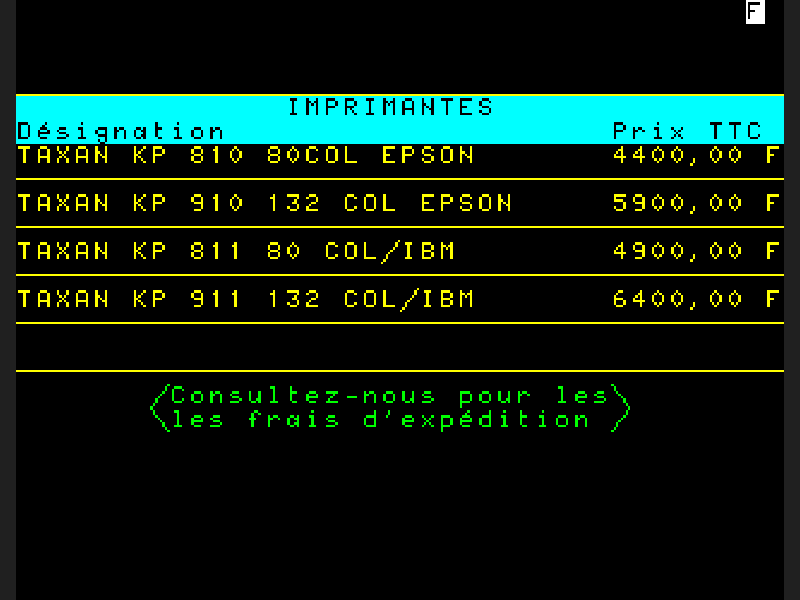 F
IMPRIMANTES
Désignation Prix TTC
TAXAN KP 810 80COL EPSON 4400,00 F
TAXAN KP 910 132 COL EPSON 5900,00 F
TAXAN KP 811 80 COL/IBM 4900,00 F
TAXAN KP 911 132 COL/IBM 6400,00 F
Consultez-nous pour les
les frais d'expédition